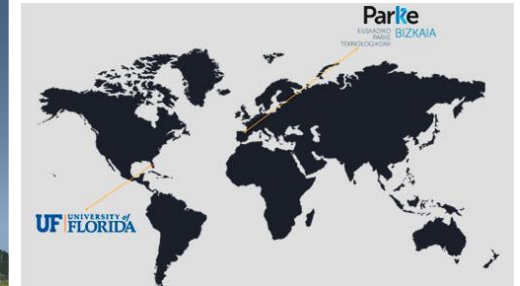 Parke
EUSKADIKO
PARKE
TEKNOLOGIKOAK
BIZKAIA
UF UNIVERSITY of
FLORIDA